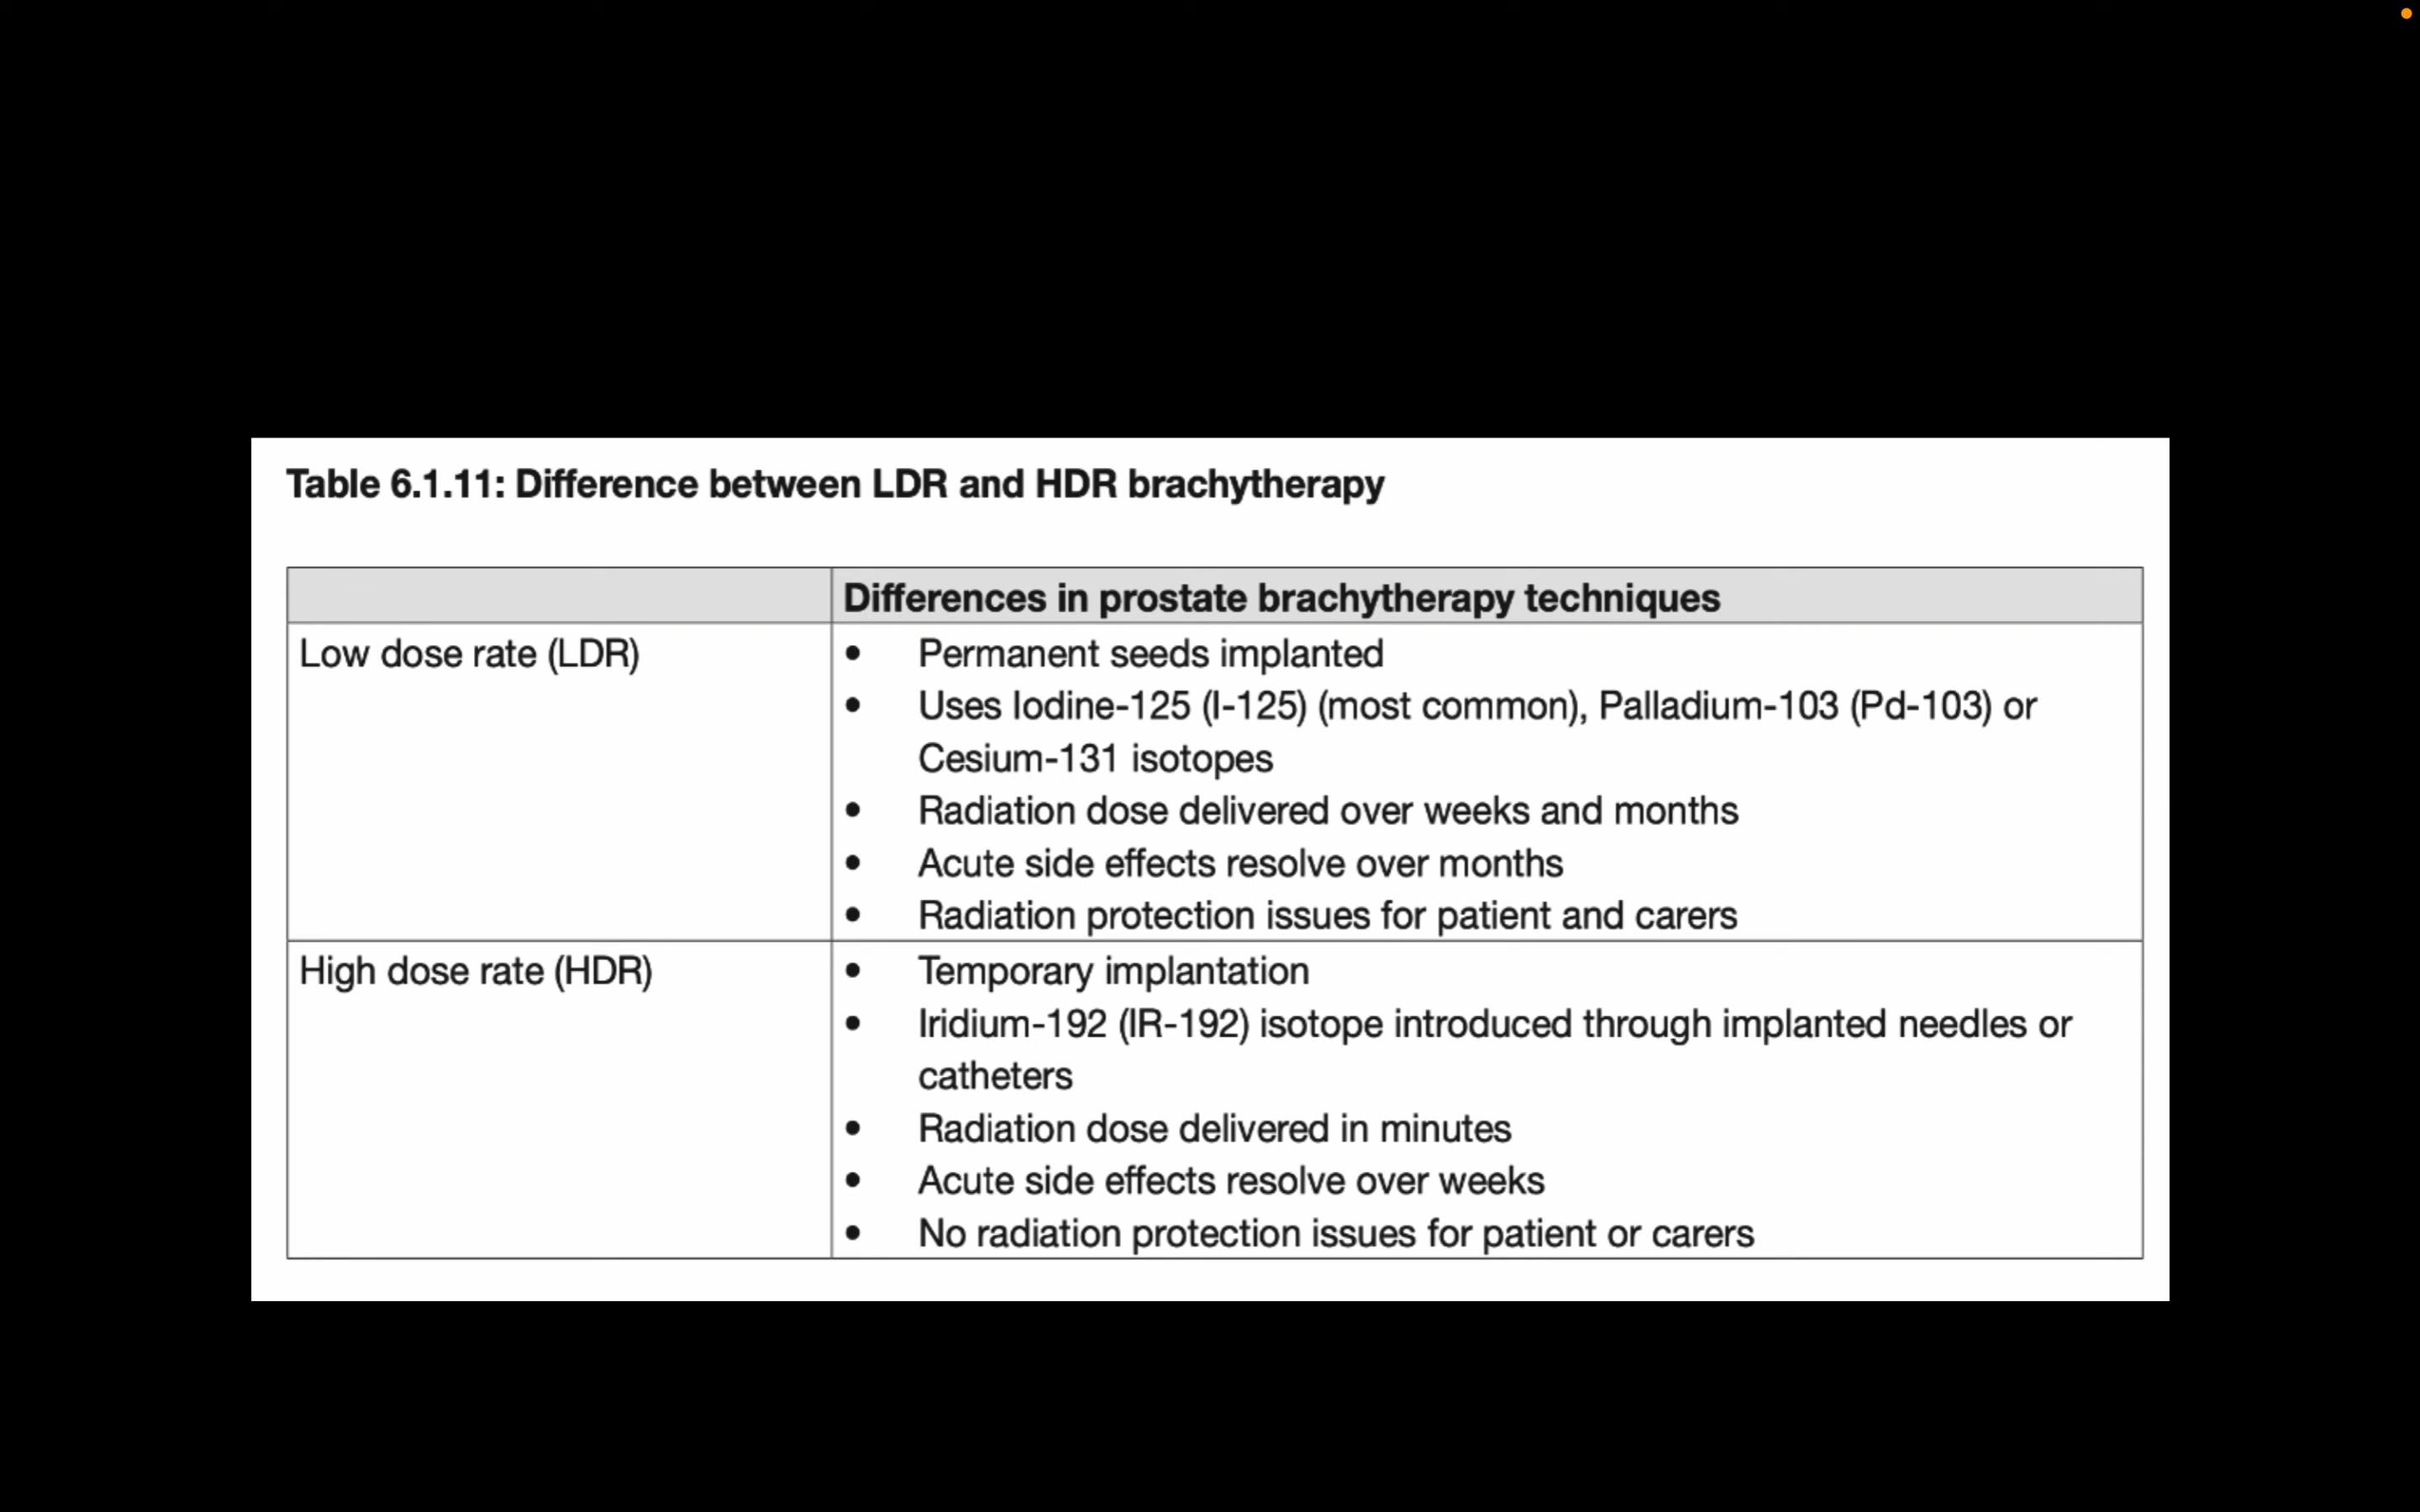 Table 6.1.11: Difference between LDR and HDR brachytherapy
Differences in prostate brachytherapy techniques
Low dose rate (LDR)
• Permanent seeds implanted
• Uses Iodine-125 (I-125) (most common), Palladium-103 (Pd-103) or
Cesium-131 isotopes
• Radiation dose delivered over weeks and months
• Acute side effects resolve over months
• Radiation protection issues for patient and carers
High dose rate (HDR)
• Temporary implantation
• Iridium-192 (IR-192) isotope introduced through implanted needles or
catheters
• Radiation dose delivered in minutes
• Acute side effects resolve over weeks
• No radiation protection issues for patient or carers